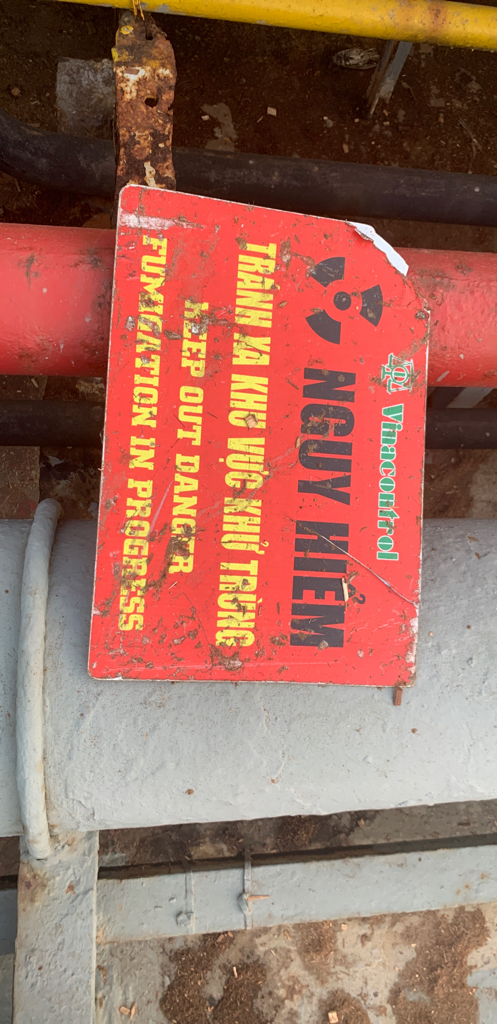 Vinacontrol
NGUY HIỂM
TRÁNH XA KHU VỰC KHỬ TRÙNG
KEEP OUT DANGER
FUMIGATION IN PROGRESS